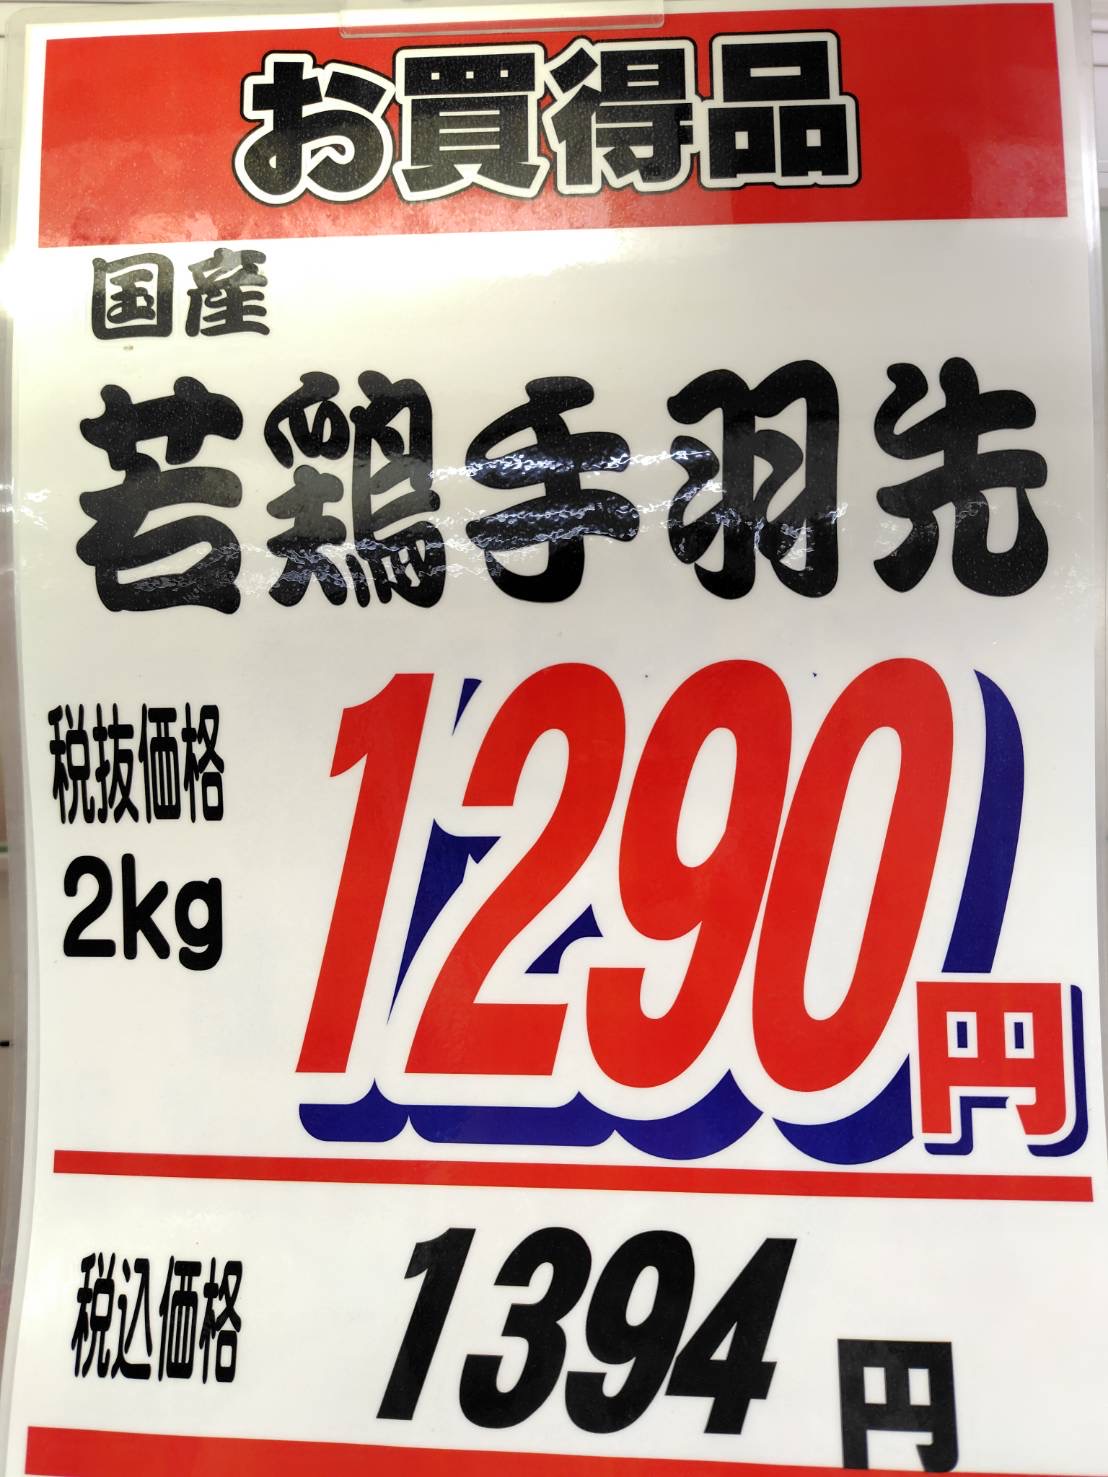 お買得品
国産
若鶏手羽先
税抜価格
2kg
1290円
税込価格
1394円